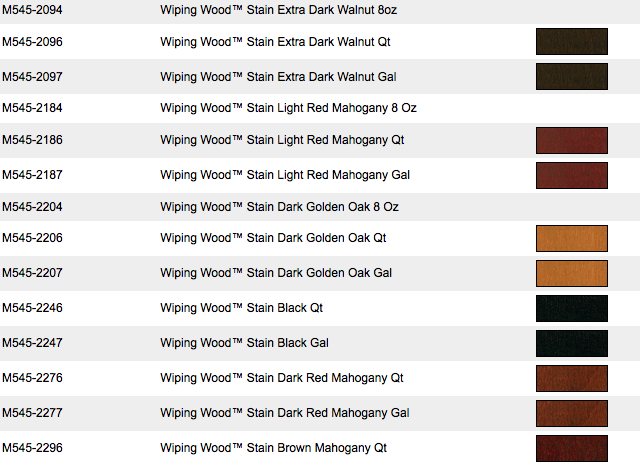 M545-2094 Wiping Wood™ Stain Extra Dark Walnut 8oz
M545-2096 Wiping Wood™ Stain Extra Dark Walnut Qt
M545-2097 Wiping Wood™ Stain Extra Dark Walnut Gal
M545-2184 Wiping Wood™ Stain Light Red Mahogany 8 Oz
M545-2186 Wiping Wood™ Stain Light Red Mahogany Qt
M545-2187 Wiping Wood™ Stain Light Red Mahogany Gal
M545-2204 Wiping Wood™ Stain Dark Golden Oak 8 Oz
M545-2206 Wiping Wood™ Stain Dark Golden Oak Qt
M545-2207 Wiping Wood™ Stain Dark Golden Oak Gal
M545-2246 Wiping Wood™ Stain Black Qt
M545-2247 Wiping Wood™ Stain Black Gal
M545-2276 Wiping Wood™ Stain Dark Red Mahogany Qt
M545-2277 Wiping Wood™ Stain Dark Red Mahogany Gal
M545-2296 Wiping Wood™ Stain Brown Mahogany Qt